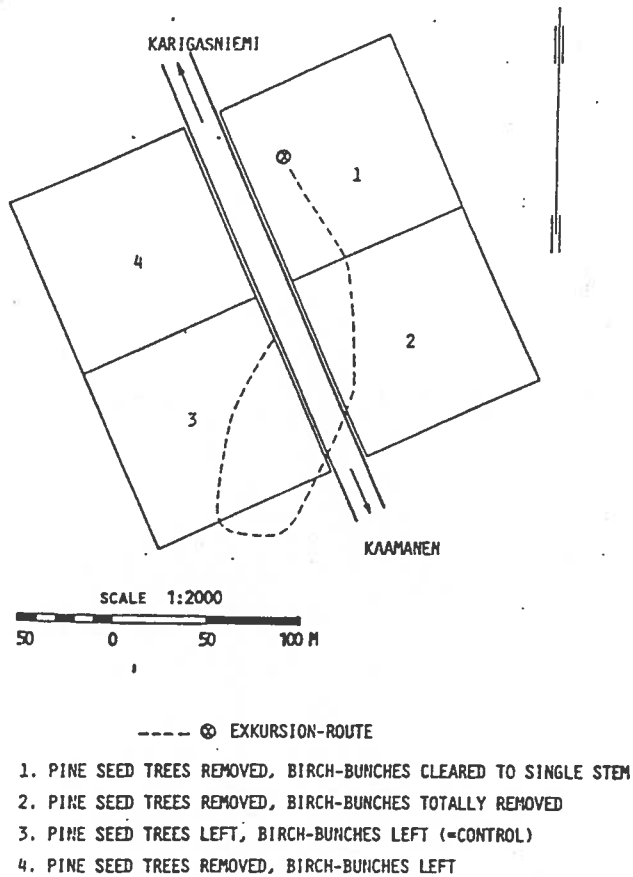 KARIGASNIEMI
1
4
2
3
KAAMANEN
SCALE 1:2000
50 0 50 100 M
EXKURSION-ROUTE
1. PINE SEED TREES REMOVED, BIRCH-BUNCHES CLEARED TO SINGLE STEM
2. PINE SEED TREES REMOVED, BIRCH-BUNCHES TOTALLY REMOVED
3. PINE SEED TREES LEFT, BIRCH-BUNCHES LEFT (=CONTROL)
4. PINE SEED TREES REMOVED, BIRCH-BUNCHES LEFT